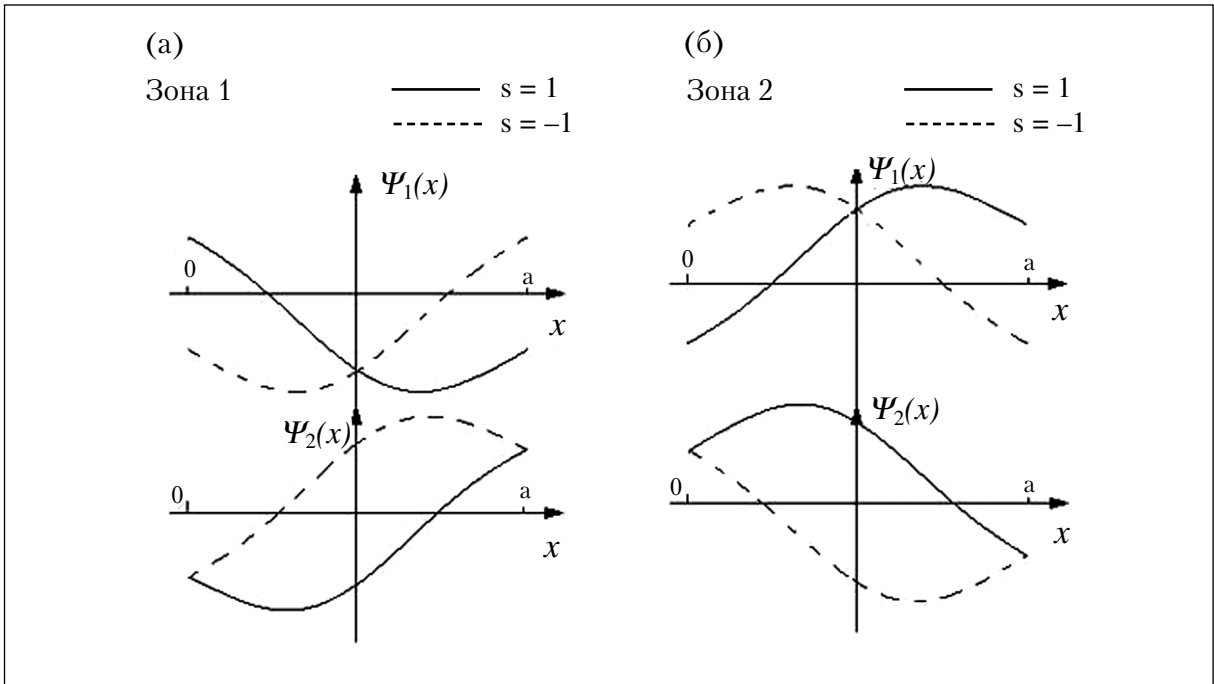 (а)
Зона 1
s = 1
s = –1
Ψ₁(x)
0
a
x
Ψ₂(x)
0
a
x
(б)
Зона 2
s = 1
s = –1
Ψ₁(x)
0
a
x
Ψ₂(x)
0
a
x